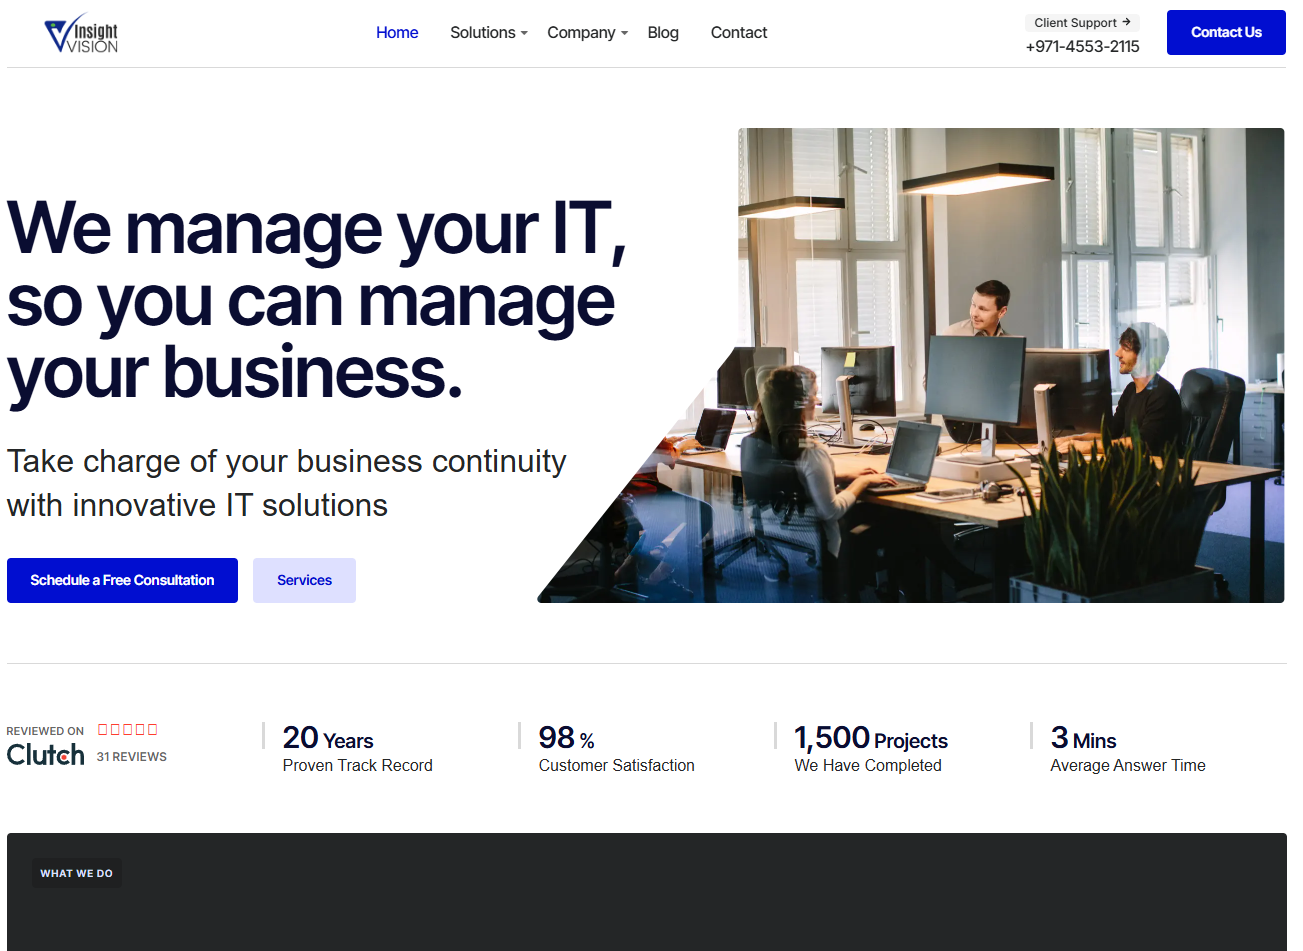 Insight
VISION
Home
Solutions
Company
Blog
Contact
Client Support
+971-4553-2115
Contact Us
We manage your IT,
so you can manage
your business.
Take charge of your business continuity
with innovative IT solutions
Schedule a Free Consultation
Services
REVIEWED ON
Clutch
31 REVIEWS
20 Years
Proven Track Record
98 %
Customer Satisfaction
1,500 Projects
We Have Completed
3 Mins
Average Answer Time
WHAT WE DO